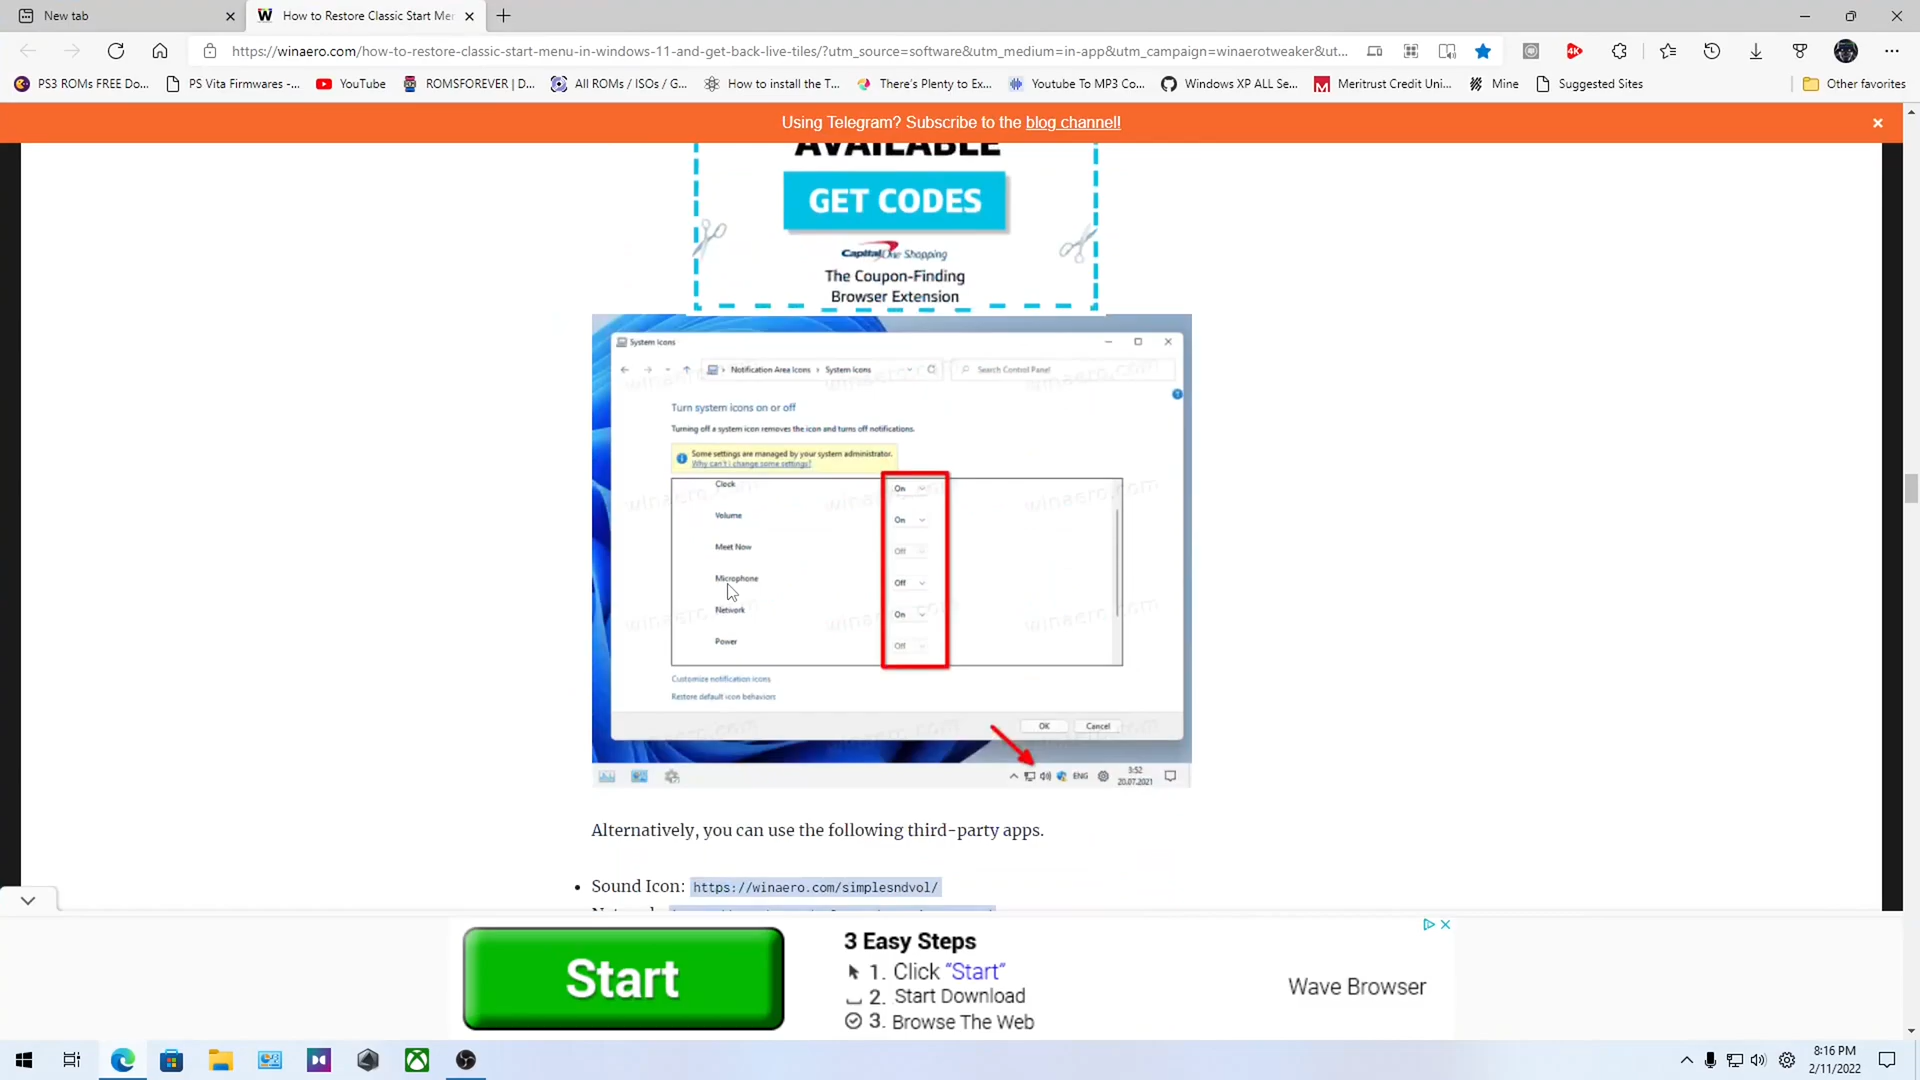 New tab
How to Restore Classic Start Mer
https://winaero.com/how-to-restore-classic-start-menu-in-windows-11-and-get-back-live-tiles/?utm_source=software&utm_medium=in-app&utm_campaign=winaerotweaker&ut...
PS3 ROMs FREE Do...
PS Vita Firmwares -...
YouTube
ROMSFOREVER | D...
All ROMs / ISOs / G...
How to install the T...
There's Plenty to Ex...
Youtube To MP3 Co...
Windows XP ALL Se...
Meritrust Credit Uni...
Mine
Suggested Sites
Other favorites
Using Telegram? Subscribe to the blog channel!
AVAILABLE
GET CODES
Capital One Shopping
The Coupon-Finding
Browser Extension
System Icons
Notification Area Icons › System Icons
Search Control Panel
Turn system icons on or off
Turning off a system icon removes the icon and turns off notifications.
Some settings are managed by your system administrator.
Why can't I change some settings?
Clock On
Volume On
Meet Now Off
Microphone Off
Network On
Power Off
winaero.com
Customize notification icons
Restore default icon behaviors
OK Cancel
ENG
3:52
20.07.2021
Alternatively, you can use the following third-party apps.
• Sound Icon: https://winaero.com/simplesndvol/
Start
3 Easy Steps
1. Click "Start"
2. Start Download
3. Browse The Web
Wave Browser
8:16 PM
2/11/2022